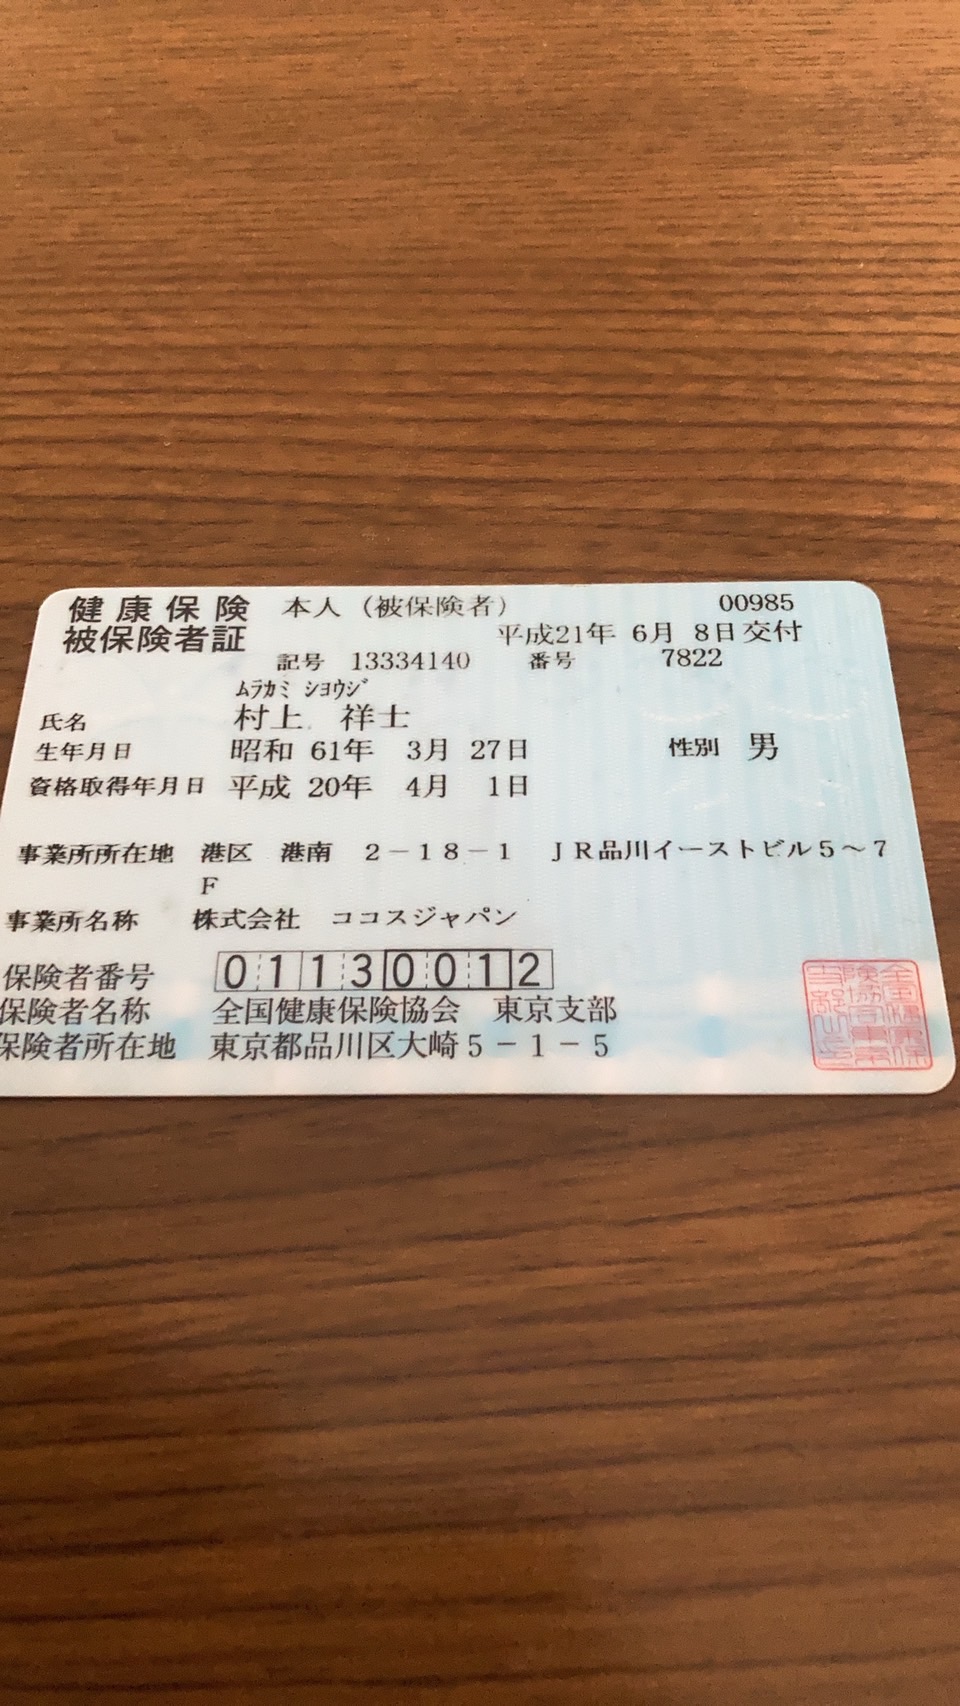 健康保険 本人（被保険者） 00985
被保険者証 平成21年 6月 8日交付
記号 13334140 番号 7822
ﾑﾗｶﾐ ｼﾖｳｼﾞ
氏名 村上 祥士
生年月日 昭和 61年 3月 27日 性別 男
資格取得年月日 平成 20年 4月 1日
事業所所在地 港区 港南 2－18－1 ＪＲ品川イーストビル5～7
F
事業所名称 株式会社 ココスジャパン
保険者番号 01130012
保険者名称 全国健康保険協会 東京支部
保険者所在地 東京都品川区大崎5－1－5